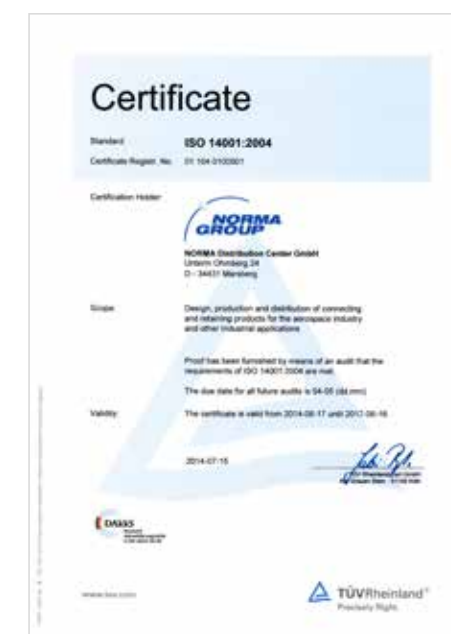 Certificate
Standard ISO 14001:2004
Certificate Registr. No. 01 104 0100901
Certification Holder:
NORMA
GROUP
NORMA Distribution Center GmbH
Unterm Ohmberg 24
D - 34431 Marsberg
Scope:
Design, production and distribution of connecting
and retaining products for the aerospace industry
and other industrial applications
Proof has been furnished by means of an audit that the
requirements of ISO 14001:2004 are met.
The due date for all future audits is 04-05 (dd.mm)
Validity: The certificate is valid from 2014-08-17 until
2014-07-15
DAkkS
TÜVRheinland®
Precisely Right.